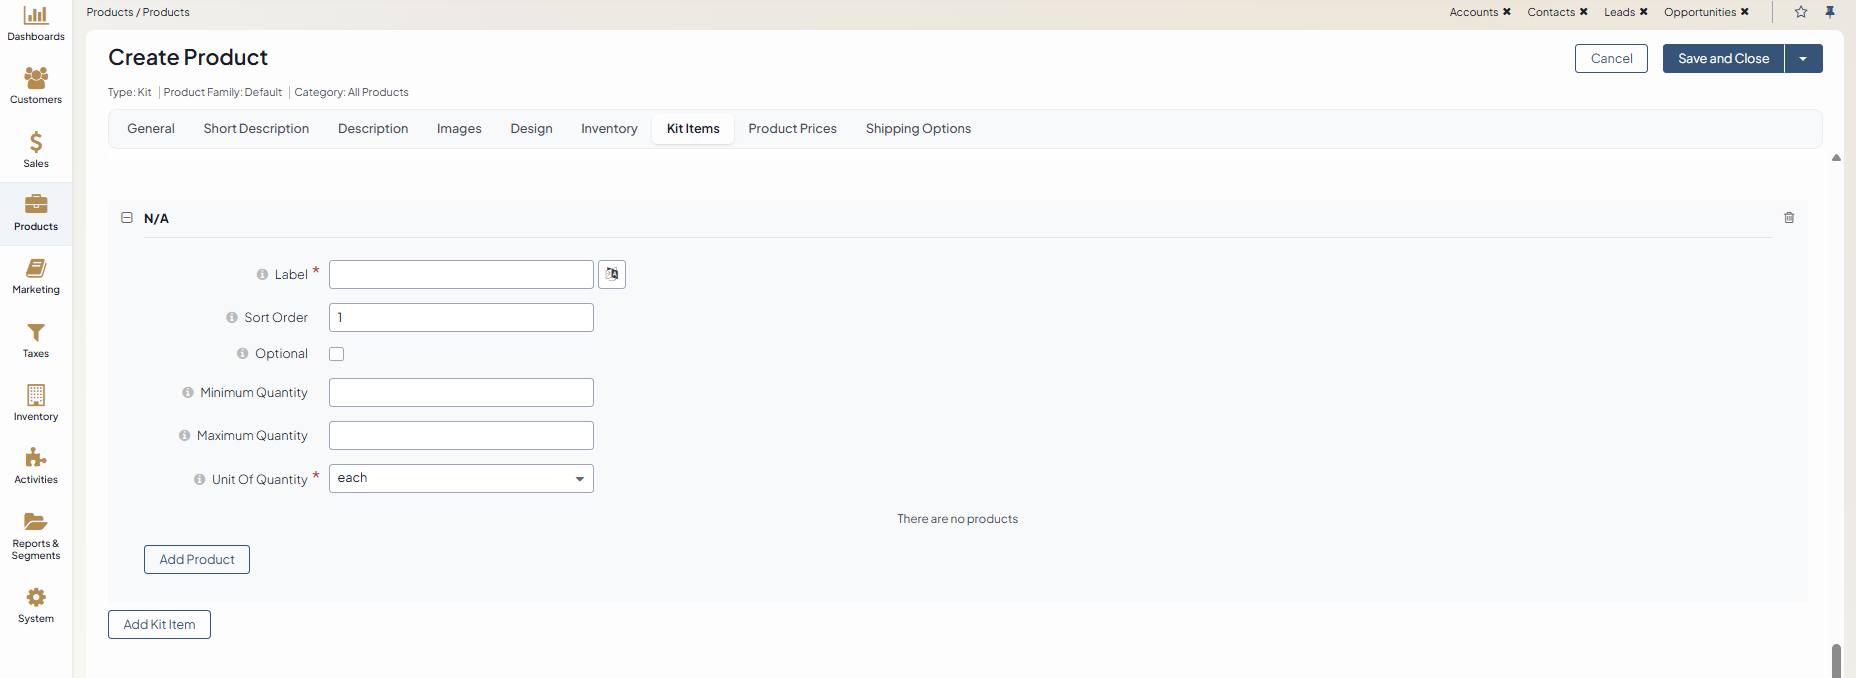 Products / Products
Accounts ✖ Contacts ✖ Leads ✖ Opportunities ✖
Dashboards
Customers
Sales
Products
Marketing
Taxes
Inventory
Activities
Reports &
Segments
System
Create Product
Cancel
Save and Close
Type: Kit | Product Family: Default | Category: All Products
General Short Description Description Images Design Inventory Kit Items Product Prices Shipping Options
N/A
Label *
Sort Order 1
Optional
Minimum Quantity
Maximum Quantity
Unit Of Quantity * each
There are no products
Add Product
Add Kit Item